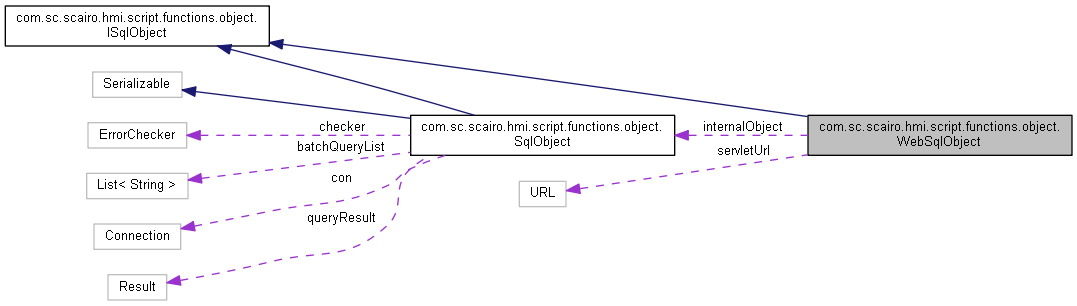 com.sc.scairo.hmi.script.functions.object.
ISqlObject
Serializable
ErrorChecker
checker
com.sc.scairo.hmi.script.functions.object.
SqlObject
internalObject
com.sc.scairo.hmi.script.functions.object.
WebSqlObject
batchQueryList
servletUrl
List< String >
con
URL
Connection
queryResult
Result